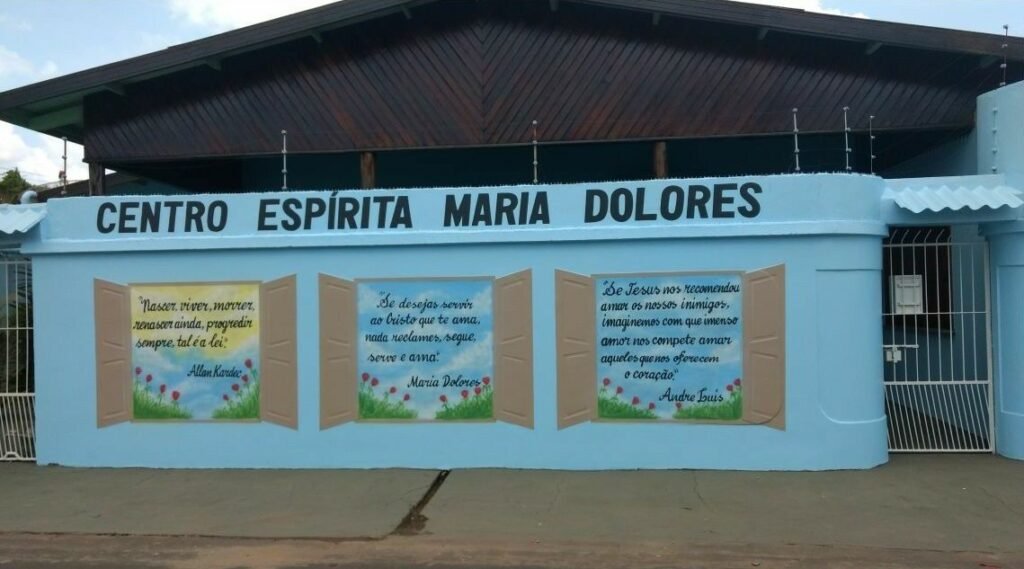 CENTRO ESPÍRITA MARIA DOLORES
"Nascer, viver, morrer,
renascer ainda, progredir
sempre, tal é a lei."
Allan Kardec
"Se desejas servir
ao Cristo que te ama,
nada reclames, segue,
serve e ama".
Maria Dolores
"Se Jesus nos recomendou
amar os nossos inimigos,
imaginemos com que imenso
amor nos compete amar
aqueles que nos oferecem
o coração."
Andre Luis